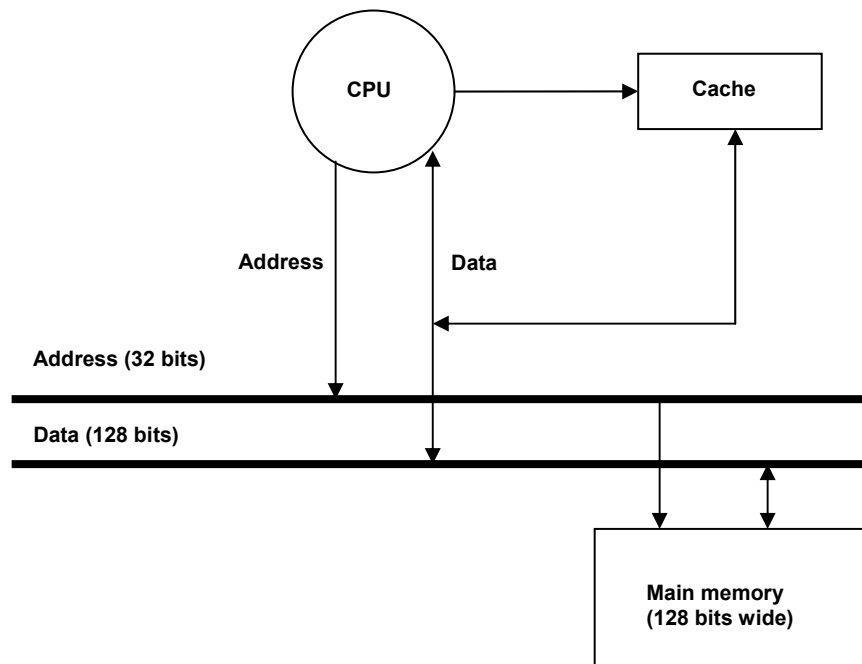 CPU
Cache
Address
Data
Address (32 bits)
Data (128 bits)
Main memory
(128 bits wide)